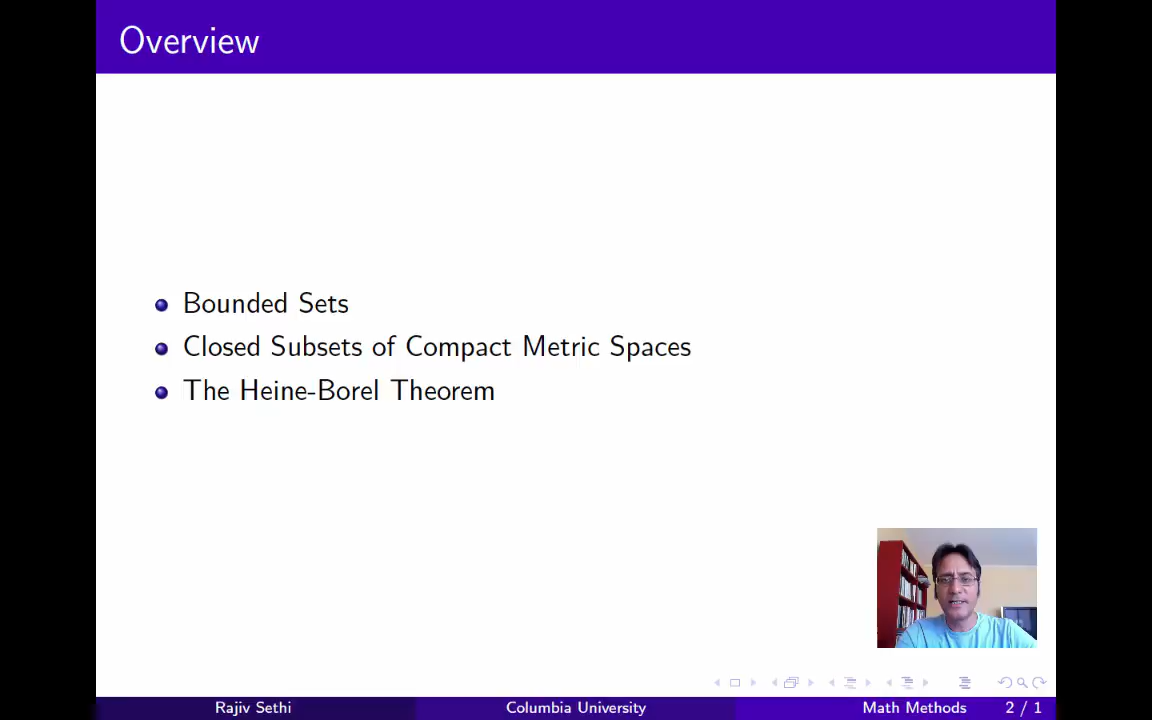 Overview
Bounded Sets
Closed Subsets of Compact Metric Spaces
The Heine-Borel Theorem
Rajiv Sethi Columbia University Math Methods 2 / 1